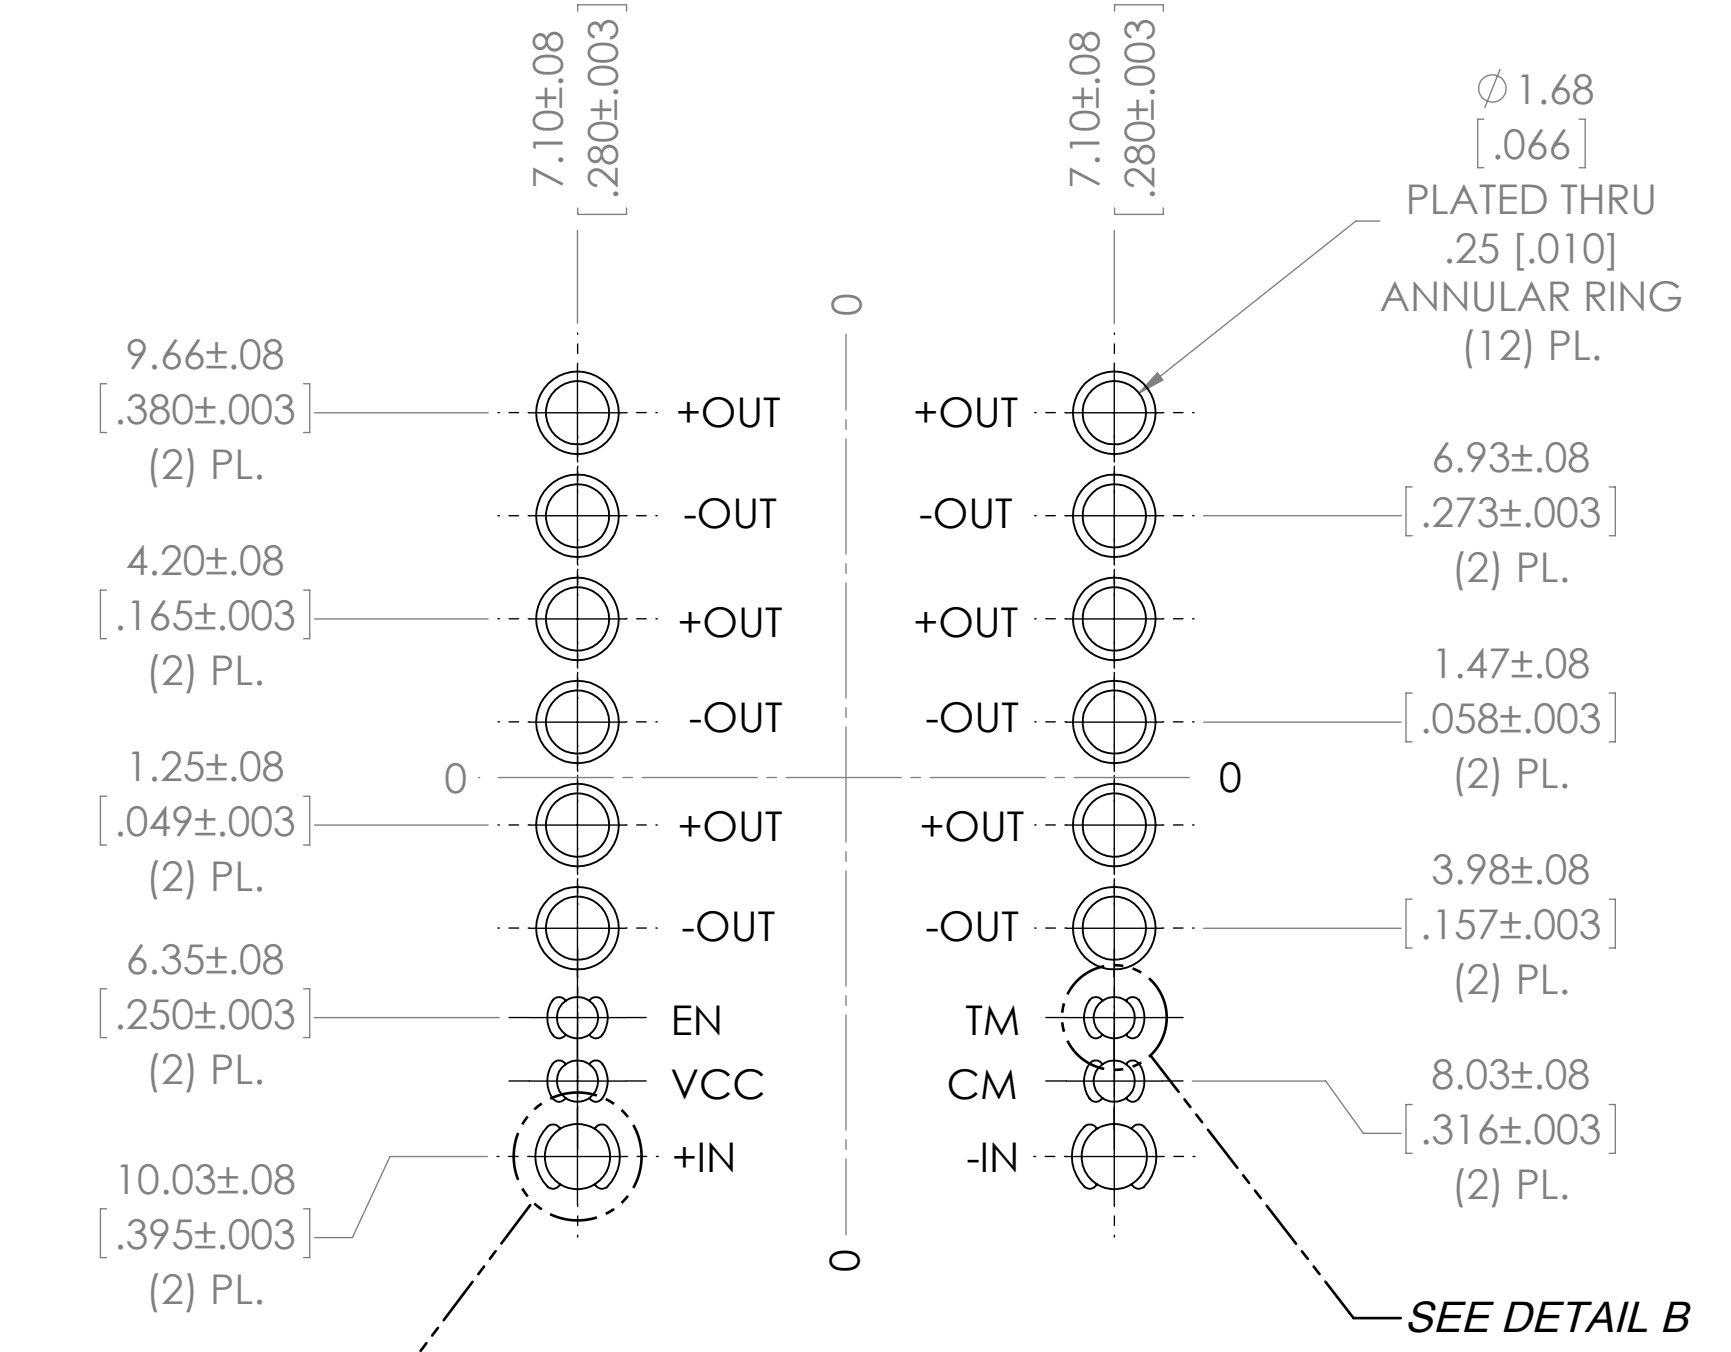 7.10±.08
[.280±.003]
7.10±.08
[.280±.003]
∅ 1.68
[.066]
PLATED THRU
.25 [.010]
ANNULAR RING
(12) PL.
0
9.66±.08
[.380±.003]
(2) PL.
+OUT
+OUT
6.93±.08
[.273±.003]
(2) PL.
-OUT
-OUT
4.20±.08
[.165±.003]
(2) PL.
+OUT
+OUT
1.47±.08
[.058±.003]
(2) PL.
-OUT
-OUT
0
0
1.25±.08
[.049±.003]
(2) PL.
+OUT
+OUT
3.98±.08
[.157±.003]
(2) PL.
-OUT
-OUT
6.35±.08
[.250±.003]
(2) PL.
EN
TM
VCC
CM
8.03±.08
[.316±.003]
(2) PL.
+IN
-IN
10.03±.08
[.395±.003]
(2) PL.
0
SEE DETAIL B